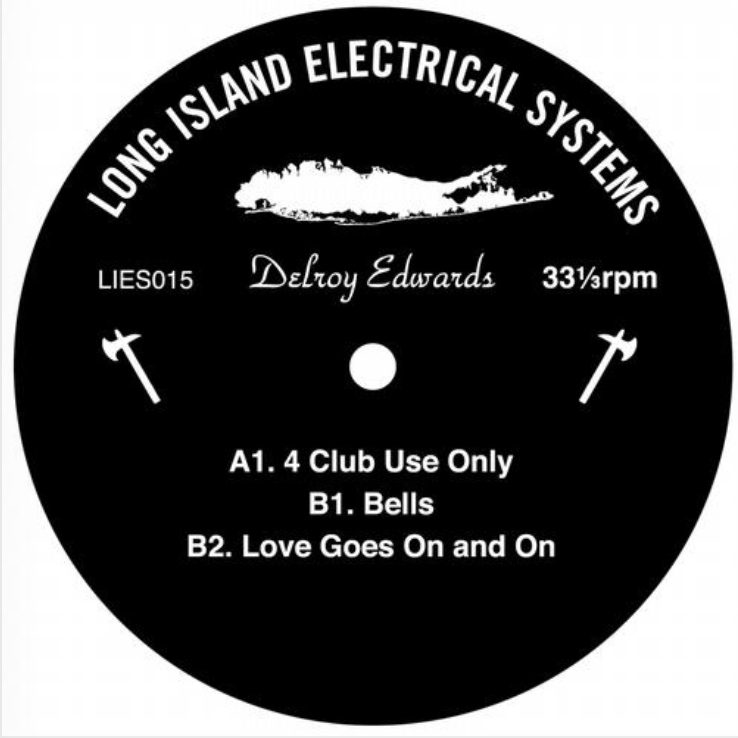 LONG ISLAND ELECTRICAL SYSTEMS
LIES015 Delroy Edwards 33⅓rpm
A1. 4 Club Use Only
B1. Bells
B2. Love Goes On and On